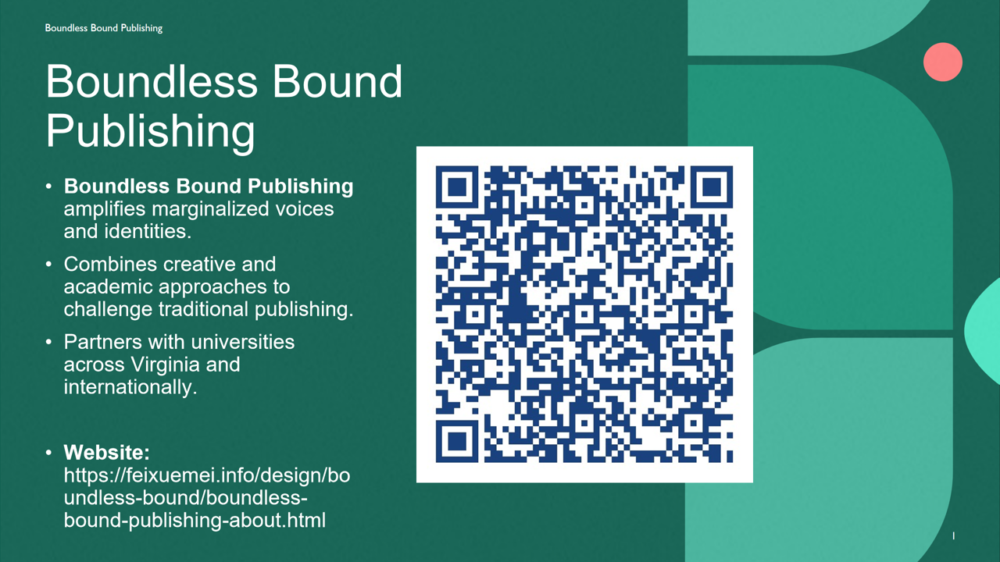 Boundless Bound Publishing
Boundless Bound
Publishing
• Boundless Bound Publishing
amplifies marginalized voices
and identities.
• Combines creative and
academic approaches to
challenge traditional publishing.
• Partners with universities
across Virginia and
internationally.
• Website:
https://feixuemei.info/design/bo
undless-bound/boundless-
bound-publishing-about.html
1